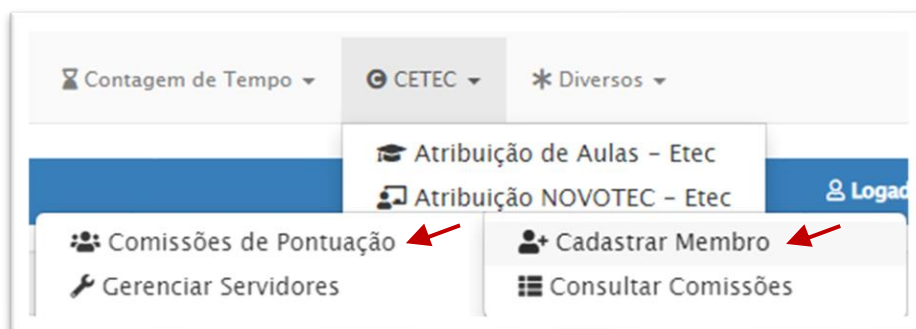 Contagem de Tempo CETEC Diversos
Atribuição de Aulas – Etec
Atribuição NOVOTEC – Etec
Logad
Comissões de Pontuação Cadastrar Membro
Gerenciar Servidores Consultar Comissões